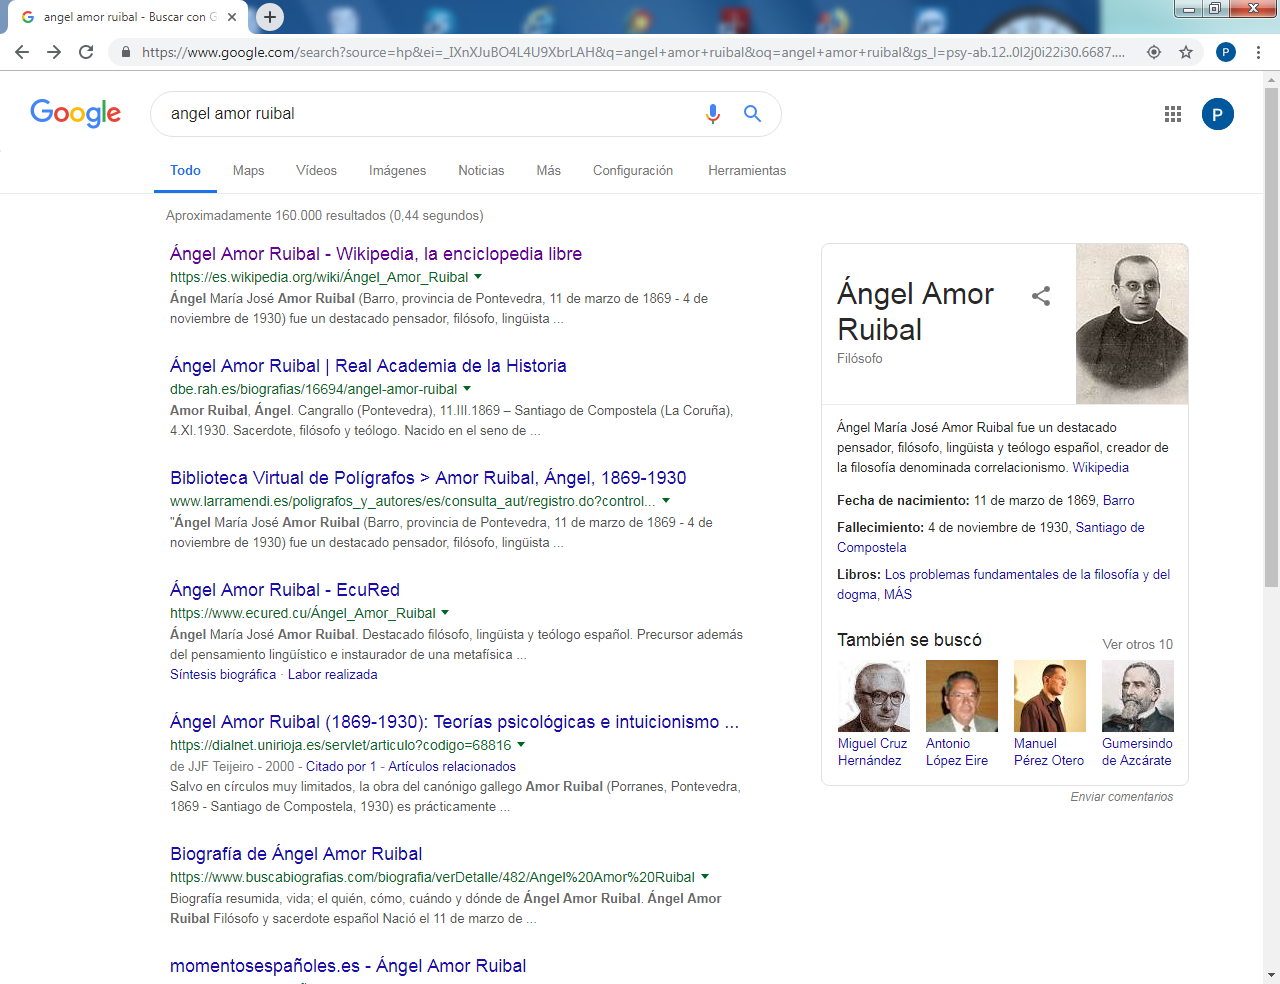 angel amor ruibal - Buscar con G
https://www.google.com/search?source=hp&ei=_IXnXJuBO4L4U9XbrLAH&q=angel+amor+ruibal&oq=angel+amor+ruibal&gs_l=psy-ab.12..0l2j0i22i30.6687....
P
Google
angel amor ruibal
P
Todo
Maps
Vídeos
Imágenes
Noticias
Más
Configuración
Herramientas
Aproximadamente 160.000 resultados (0,44 segundos)
Ángel Amor Ruibal - Wikipedia, la enciclopedia libre
https://es.wikipedia.org/wiki/Ángel_Amor_Ruibal
Ángel María José Amor Ruibal (Barro, provincia de Pontevedra, 11 de marzo de 1869 - 4 de
noviembre de 1930) fue un destacado pensador, filósofo, lingüista ...
Ángel Amor Ruibal | Real Academia de la Historia
dbe.rah.es/biografias/16694/angel-amor-ruibal
Amor Ruibal, Ángel. Cangrallo (Pontevedra), 11.III.1869 – Santiago de Compostela (La Coruña),
4.XI.1930. Sacerdote, filósofo y teólogo. Nacido en el seno de ...
Biblioteca Virtual de Polígrafos > Amor Ruibal, Ángel, 1869-1930
www.larramendi.es/poligrafos_y_autores/es/consulta_aut/registro.do?control...
"Ángel María José Amor Ruibal (Barro, provincia de Pontevedra, 11 de marzo de 1869 - 4 de
noviembre de 1930) fue un destacado pensador, filósofo, lingüista ...
Ángel Amor Ruibal - EcuRed
https://www.ecured.cu/Ángel_Amor_Ruibal
Ángel María José Amor Ruibal. Destacado filósofo, lingüista y teólogo español. Precursor además
del pensamiento lingüístico e instaurador de una metafísica ...
Síntesis biográfica · Labor realizada
Ángel Amor Ruibal (1869-1930): Teorías psicológicas e intuicionismo ...
https://dialnet.unirioja.es/servlet/articulo?codigo=68816
de JJF Teijeiro - 2000 - Citado por 1 - Artículos relacionados
Salvo en círculos muy limitados, la obra del canónigo gallego Amor Ruibal (Porranes, Pontevedra,
1869 - Santiago de Compostela, 1930) es prácticamente ...
Biografía de Ángel Amor Ruibal
https://www.buscabiografias.com/biografia/verDetalle/482/Angel%20Amor%20Ruibal
Biografía resumida, vida; el quién, cómo, cuándo y dónde de Ángel Amor Ruibal. Ángel Amor
Ruibal Filósofo y sacerdote español Nació el 11 de marzo de ...
momentosespañoles.es - Ángel Amor Ruibal
Ángel Amor
Ruibal
Filósofo
Ángel María José Amor Ruibal fue un destacado
pensador, filósofo, lingüista y teólogo español, creador de
la filosofía denominada correlacionismo. Wikipedia
Fecha de nacimiento: 11 de marzo de 1869, Barro
Fallecimiento: 4 de noviembre de 1930, Santiago de
Compostela
Libros: Los problemas fundamentales de la filosofía y del
dogma, MÁS
También se buscó
Ver otros 10
Miguel Cruz
Hernández
Antonio
López Eire
Manuel
Pérez Otero
Gumersindo
de Azcárate
Enviar comentarios